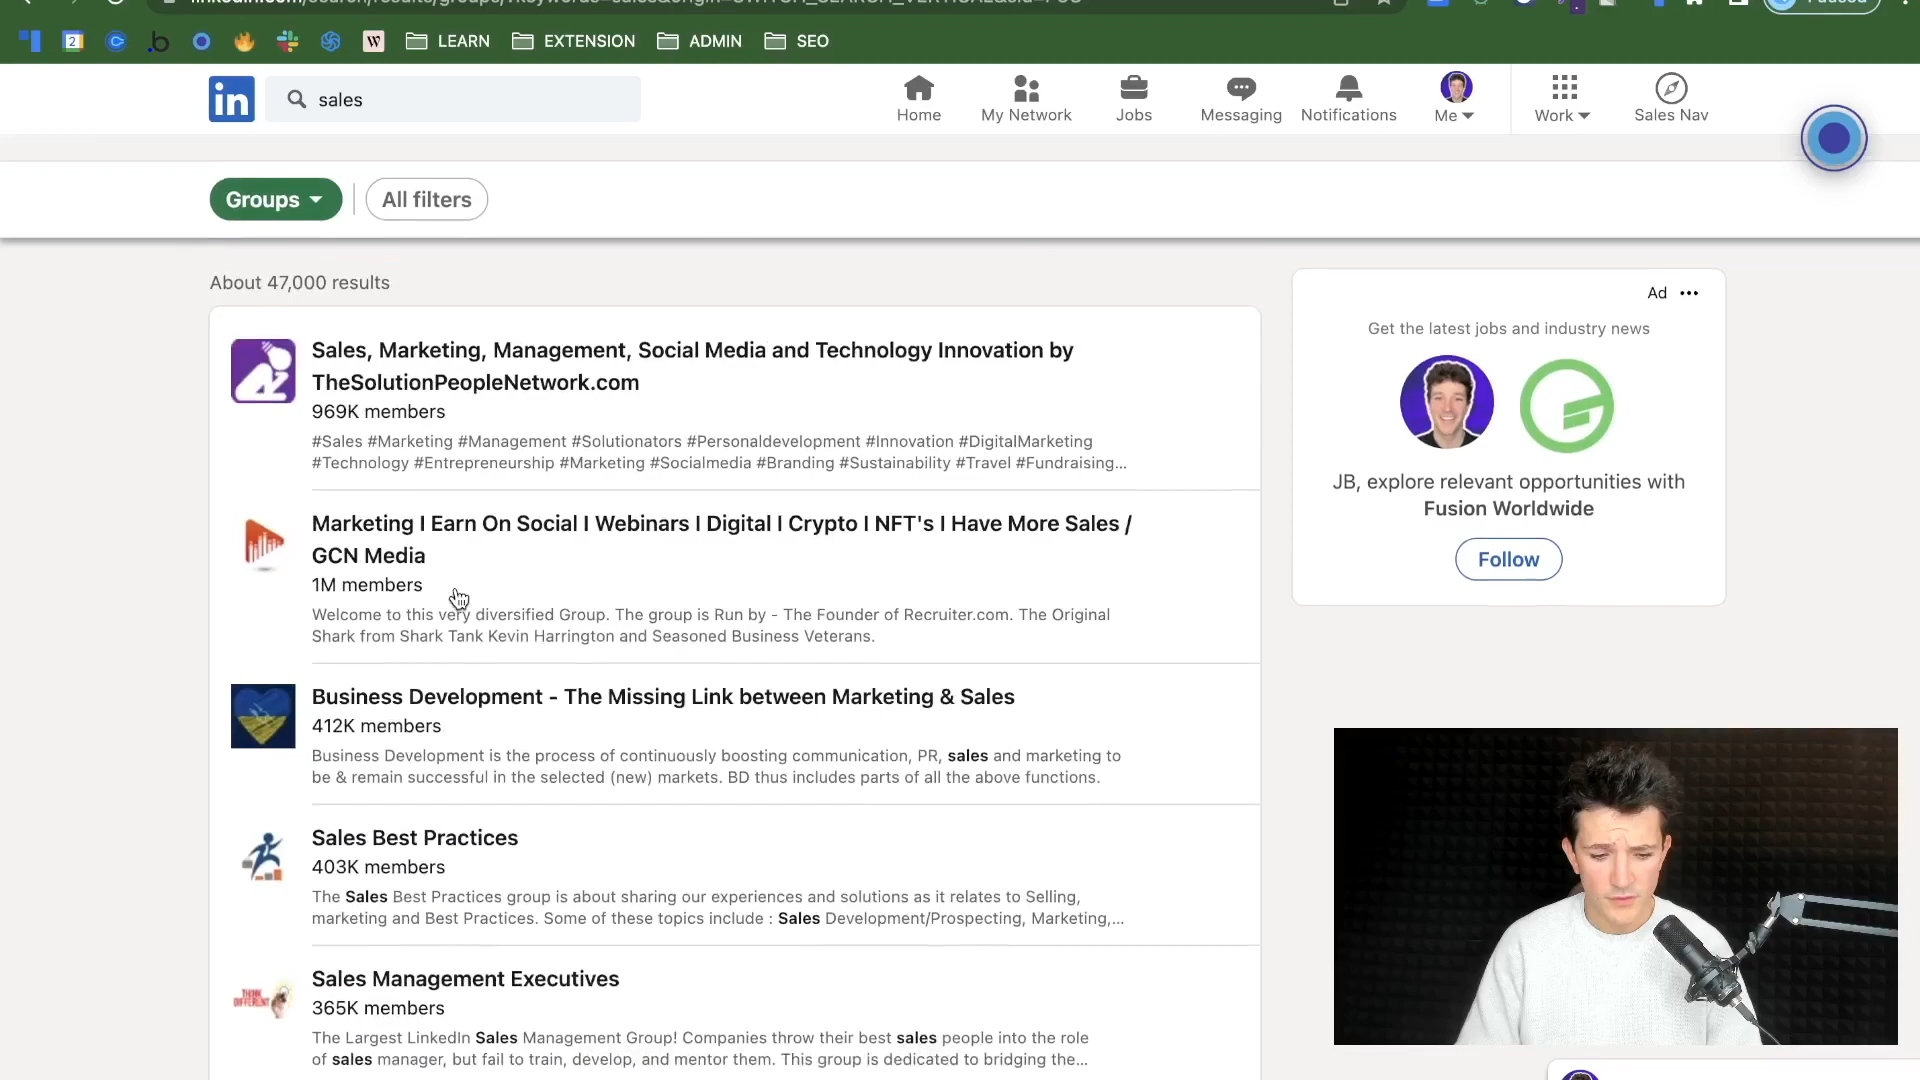 LEARN EXTENSION ADMIN SEO
in sales
Home My Network Jobs Messaging Notifications Me Work Sales Nav
Groups All filters
About 47,000 results
Sales, Marketing, Management, Social Media and Technology Innovation by
TheSolutionPeopleNetwork.com
969K members
#Sales #Marketing #Management #Solutionators #Personaldevelopment #Innovation #DigitalMarketing
#Technology #Entrepreneurship #Marketing #Socialmedia #Branding #Sustainability #Travel #Fundraising...
Marketing I Earn On Social I Webinars I Digital I Crypto I NFT's I Have More Sales /
GCN Media
1M members
Welcome to this very diversified Group. The group is Run by - The Founder of Recruiter.com. The Original
Shark from Shark Tank Kevin Harrington and Seasoned Business Veterans.
Business Development - The Missing Link between Marketing & Sales
412K members
Business Development is the process of continuously boosting communication, PR, sales and marketing to
be & remain successful in the selected (new) markets. BD thus includes parts of all the above functions.
Sales Best Practices
403K members
The Sales Best Practices group is about sharing our experiences and solutions as it relates to Selling,
marketing and Best Practices. Some of these topics include : Sales Development/Prospecting, Marketing,...
THINK
DIFFERENT
Sales Management Executives
365K members
The Largest LinkedIn Sales Management Group! Companies throw their best sales people into the role
of sales manager, but fail to train, develop, and mentor them. This group is dedicated to bridging the...
Ad
Get the latest jobs and industry news
JB, explore relevant opportunities with
Fusion Worldwide
Follow